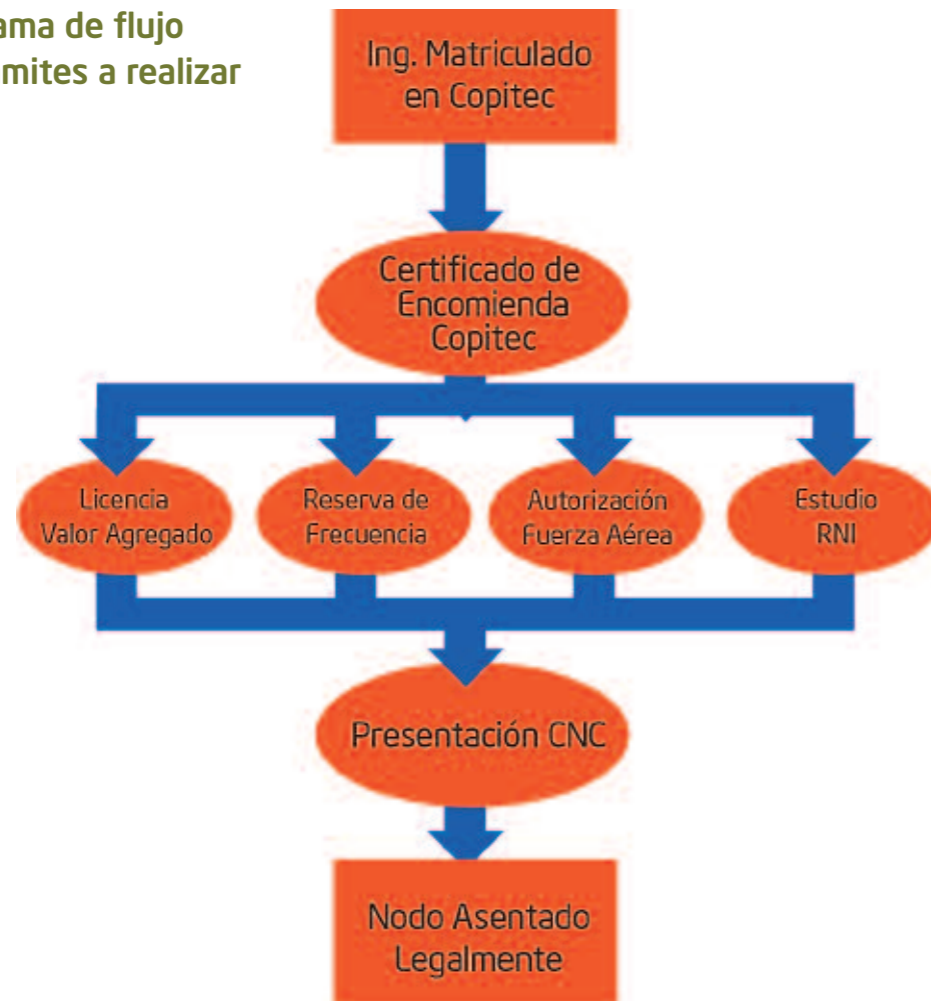 ama de flujo
mites a realizar
Ing. Matriculado
en Copitec
Certificado de
Encomienda
Copitec
Licencia
Valor Agregado
Reserva de
Frecuencia
Autorización
Fuerza Aérea
Estudio
RNI
Presentación CNC
Nodo Asentado
Legalmente